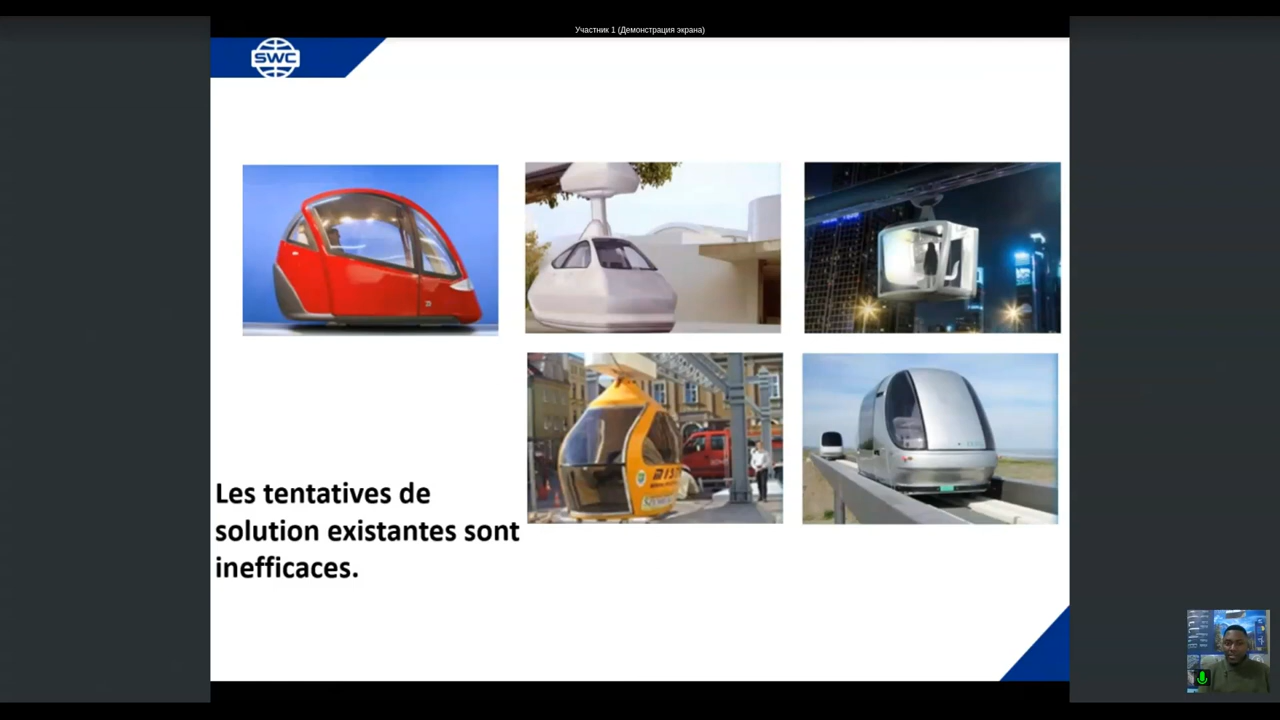 Участник 1 (Демонстрация экрана)
SWC
Les tentatives de
solution existantes sont
inefficaces.